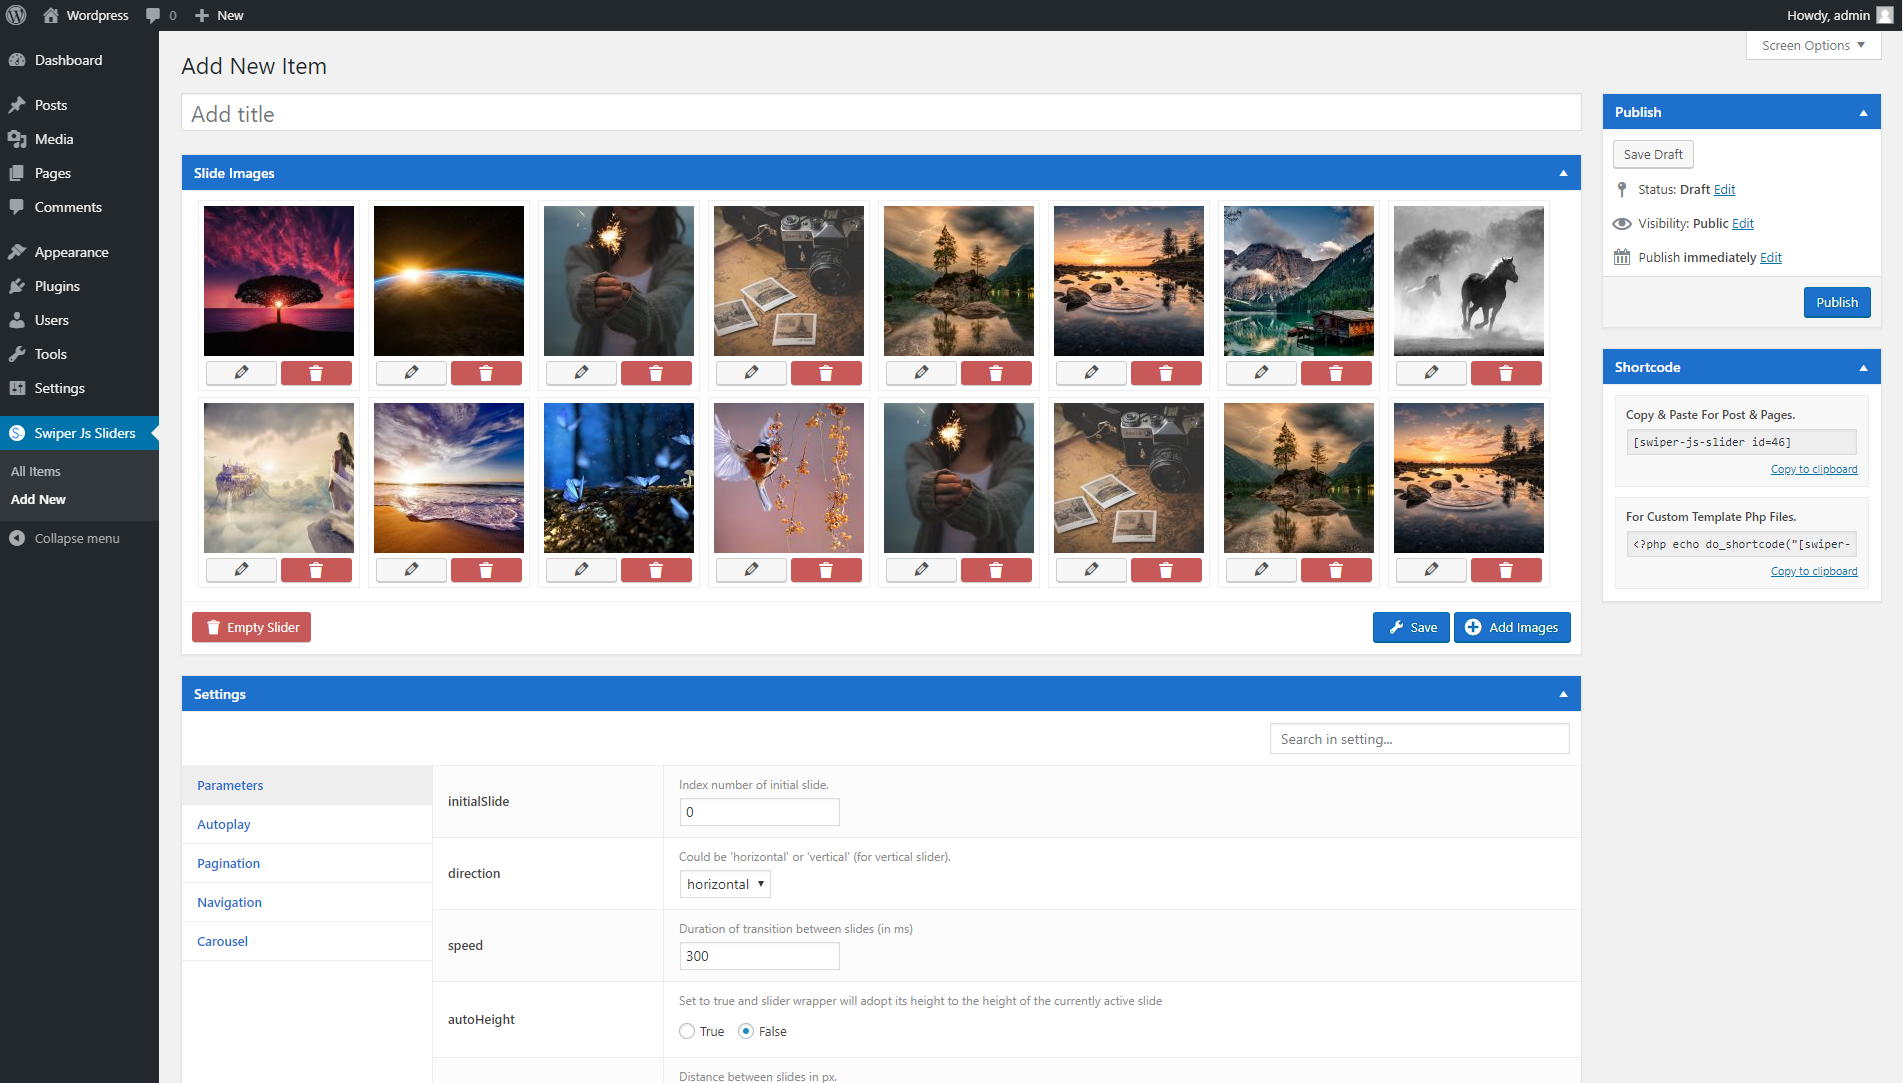 Wordpress
0
New
Howdy, admin
Dashboard
Posts
Media
Pages
Comments
Appearance
Plugins
Users
Tools
Settings
Swiper Js Sliders
All Items
Add New
Collapse menu
Screen Options
Add New Item
Add title
Slide Images
Empty Slider
Save
Add Images
Settings
Search in setting...
Parameters
Autoplay
Pagination
Navigation
Carousel
initialSlide
Index number of initial slide.
0
direction
Could be 'horizontal' or 'vertical' (for vertical slider).
horizontal
speed
Duration of transition between slides (in ms)
300
autoHeight
Set to true and slider wrapper will adopt its height to the height of the currently active slide
True
False
Distance between slides in px.
Publish
Save Draft
Status: Draft Edit
Visibility: Public Edit
Publish immediately Edit
Publish
Shortcode
Copy & Paste For Post & Pages.
[swiper-js-slider id=46]
Copy to clipboard
For Custom Template Php Files.
<?php echo do_shortcode("[swiper-
Copy to clipboard